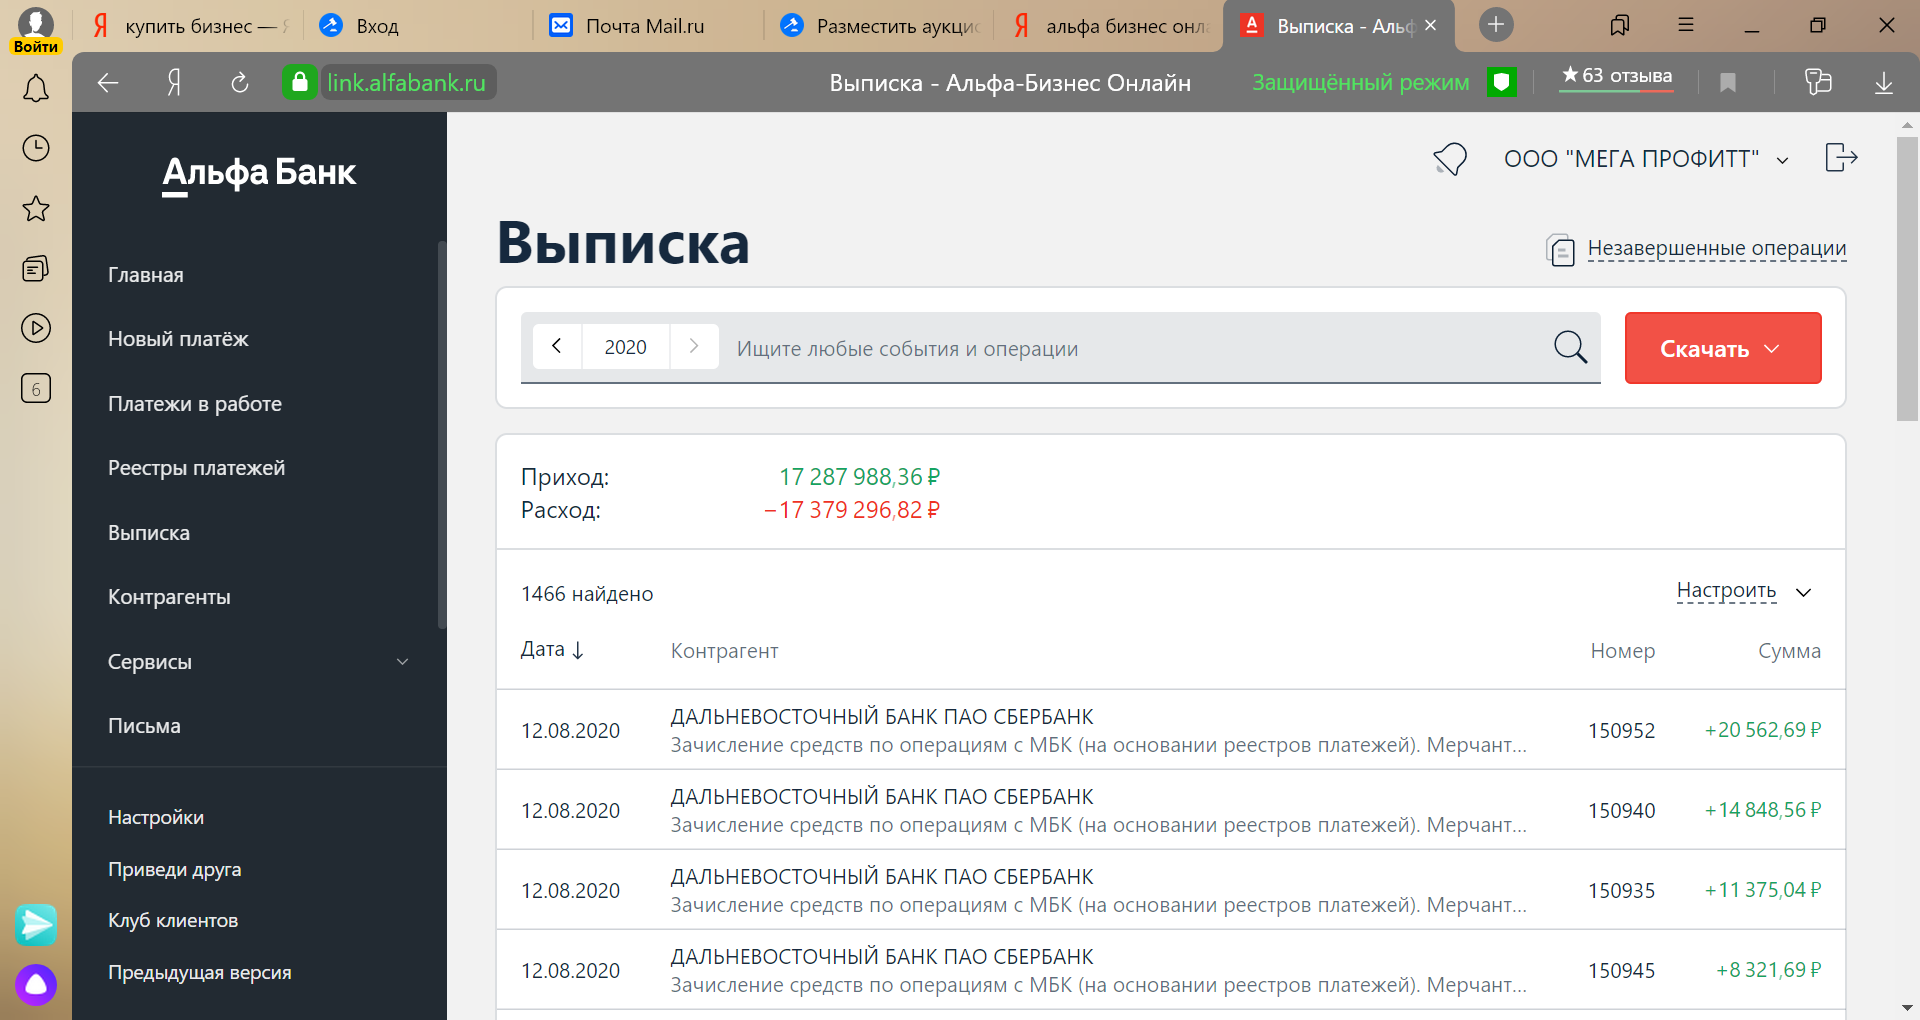 Войти
купить бизнес —
Вход
Почта Mail.ru
Разместить аукци
альфа бизнес онл
Выписка - Альф
link.alfabank.ru
Выписка - Альфа-Бизнес Онлайн
Защищённый режим
★63 отзыва
6
Альфа Банк
Главная
Новый платёж
Платежи в работе
Реестры платежей
Выписка
Контрагенты
Сервисы
Письма
Настройки
Приведи друга
Клуб клиентов
Предыдущая версия
ООО "МЕГА ПРОФИТТ"
Выписка
Незавершенные операции
2020
Ищите любые события и операции
Скачать
Приход: 17 287 988,36 ₽
Расход: −17 379 296,82 ₽
1466 найдено
Настроить
Дата ↓ Контрагент Номер Сумма
ДАЛЬНЕВОСТОЧНЫЙ БАНК ПАО СБЕРБАНК
12.08.2020 150952 +20 562,69 ₽
Зачисление средств по операциям с МБК (на основании реестров платежей). Мерчант...
ДАЛЬНЕВОСТОЧНЫЙ БАНК ПАО СБЕРБАНК
12.08.2020 150940 +14 848,56 ₽
Зачисление средств по операциям с МБК (на основании реестров платежей). Мерчант...
ДАЛЬНЕВОСТОЧНЫЙ БАНК ПАО СБЕРБАНК
12.08.2020 150935 +11 375,04 ₽
Зачисление средств по операциям с МБК (на основании реестров платежей). Мерчант...
ДАЛЬНЕВОСТОЧНЫЙ БАНК ПАО СБЕРБАНК
12.08.2020 150945 +8 321,69 ₽
Зачисление средств по операциям с МБК (на основании реестров платежей). Мерчант...